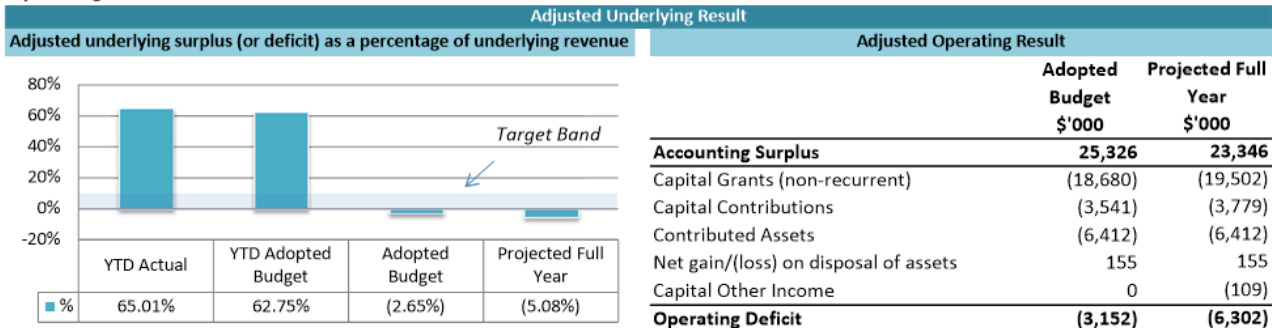 Adjusted Underlying Result
Adjusted underlying surplus (or deficit) as a percentage of underlying revenue
80%
60%
40%
20%
0%
-20%
Target Band
YTD Actual
YTD Adopted Budget
Adopted Budget
Projected Full Year
% 65.01% 62.75% (2.65%) (5.08%)
Adjusted Operating Result
Adopted Budget $'000
Projected Full Year $'000
Accounting Surplus 25,326 23,346
Capital Grants (non-recurrent) (18,680) (19,502)
Capital Contributions (3,541) (3,779)
Contributed Assets (6,412) (6,412)
Net gain/(loss) on disposal of assets 155 155
Capital Other Income 0 (109)
Operating Deficit (3,152) (6,302)